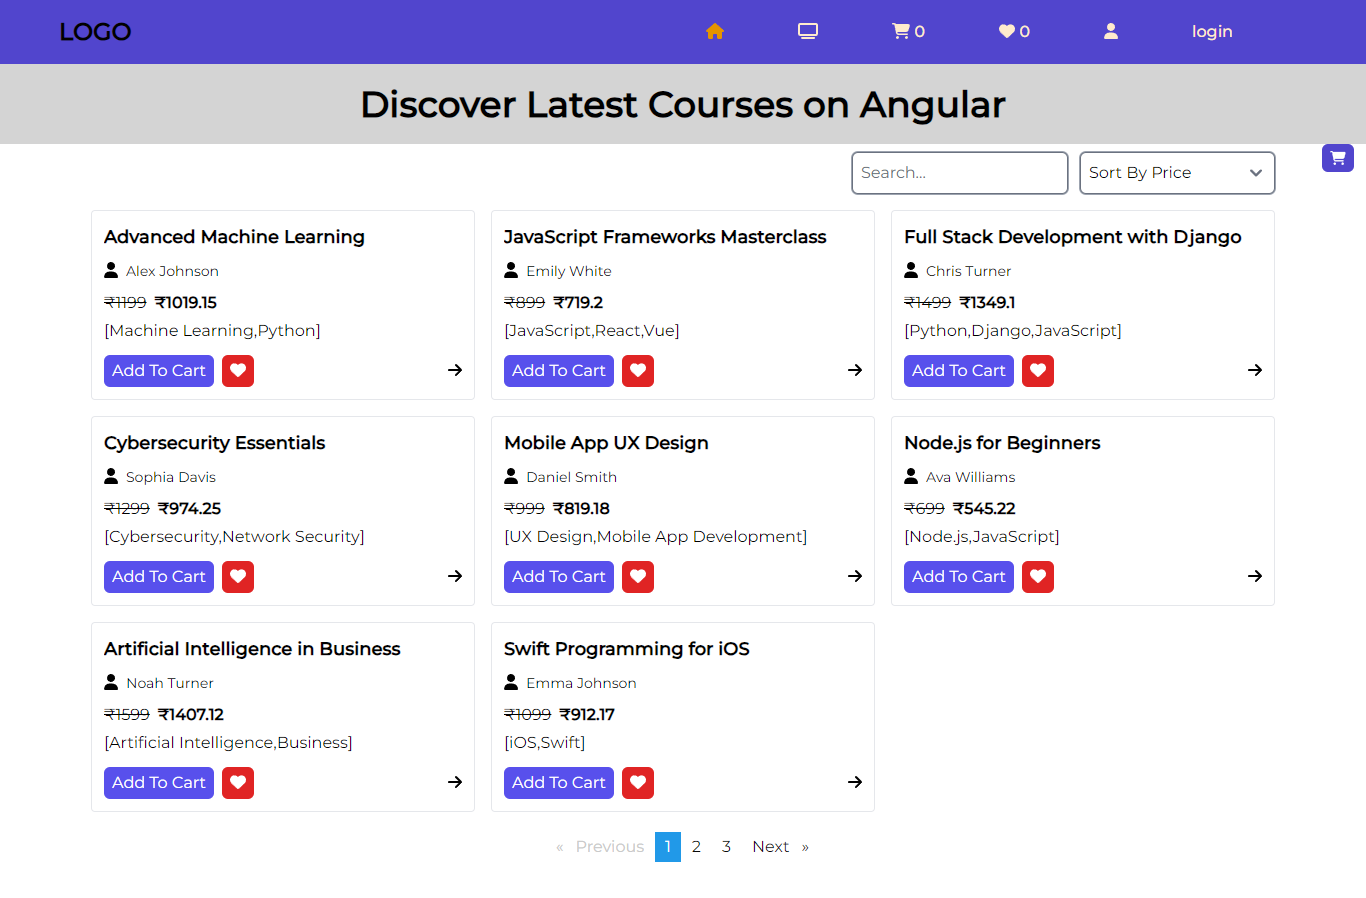 LOGO
0
0
login
Discover Latest Courses on Angular
Search...
Sort By Price
Advanced Machine Learning
Alex Johnson
₹1199 ₹1019.15
[Machine Learning,Python]
Add To Cart
JavaScript Frameworks Masterclass
Emily White
₹899 ₹719.2
[JavaScript,React,Vue]
Add To Cart
Full Stack Development with Django
Chris Turner
₹1499 ₹1349.1
[Python,Django,JavaScript]
Add To Cart
Cybersecurity Essentials
Sophia Davis
₹1299 ₹974.25
[Cybersecurity,Network Security]
Add To Cart
Mobile App UX Design
Daniel Smith
₹999 ₹819.18
[UX Design,Mobile App Development]
Add To Cart
Node.js for Beginners
Ava Williams
₹699 ₹545.22
[Node.js,JavaScript]
Add To Cart
Artificial Intelligence in Business
Noah Turner
₹1599 ₹1407.12
[Artificial Intelligence,Business]
Add To Cart
Swift Programming for iOS
Emma Johnson
₹1099 ₹912.17
[iOS,Swift]
Add To Cart
« Previous 1 2 3 Next »